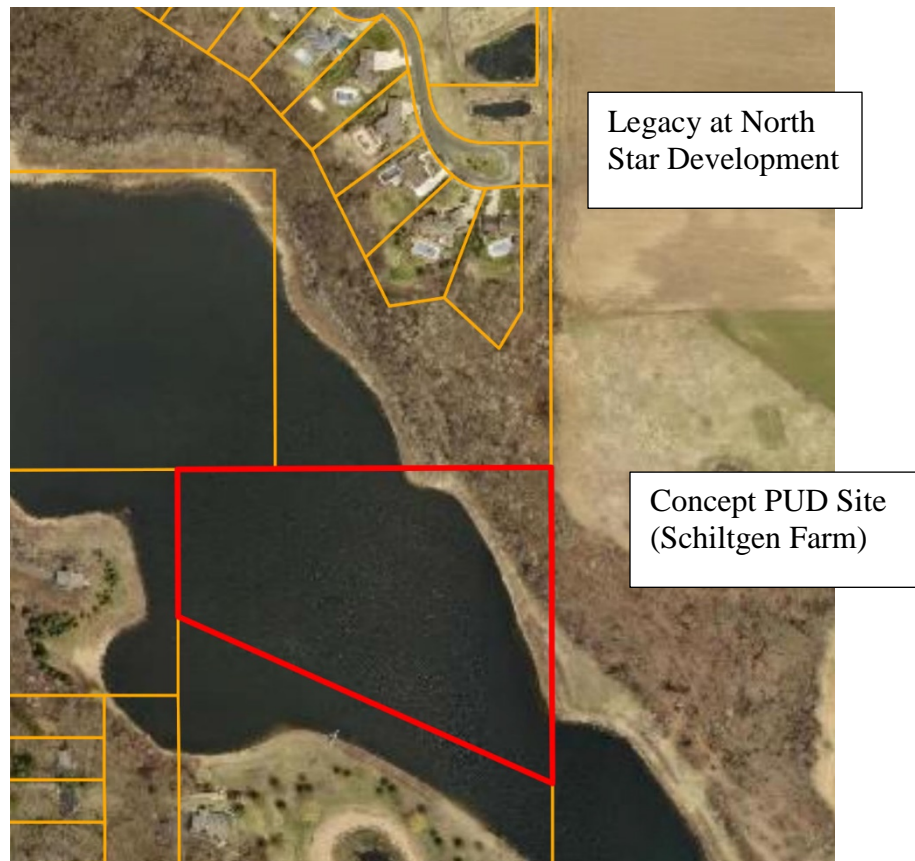 Legacy at North
Star Development
Concept PUD Site
(Schiltgen Farm)